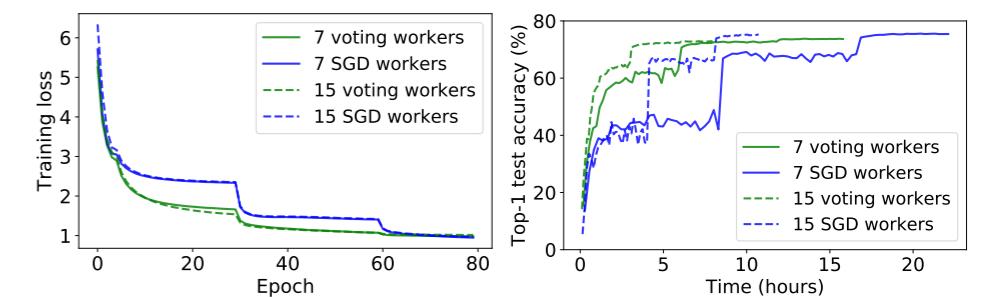 Training loss
6
5
4
3
2
1
0
20
40
60
80
Epoch
7 voting workers
7 SGD workers
15 voting workers
15 SGD workers
Top-1 test accuracy (%)
80
60
40
20
0
0
5
10
15
20
Time (hours)
7 voting workers
7 SGD workers
15 voting workers
15 SGD workers